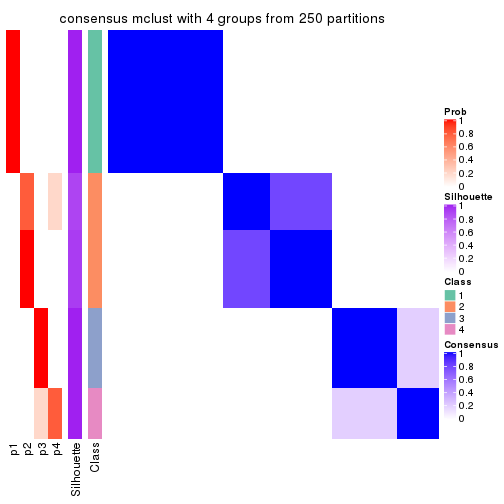 consensus mclust with 4 groups from 250 partitions
Prob
1
0.8
0.6
0.4
0.2
0
Silhouette
1
0.8
0.6
0.4
0.2
0
Class
1
2
3
4
Consensus
1
0.8
0.6
0.4
0.2
0
p1
p2
p3
p4
Silhouette
Class